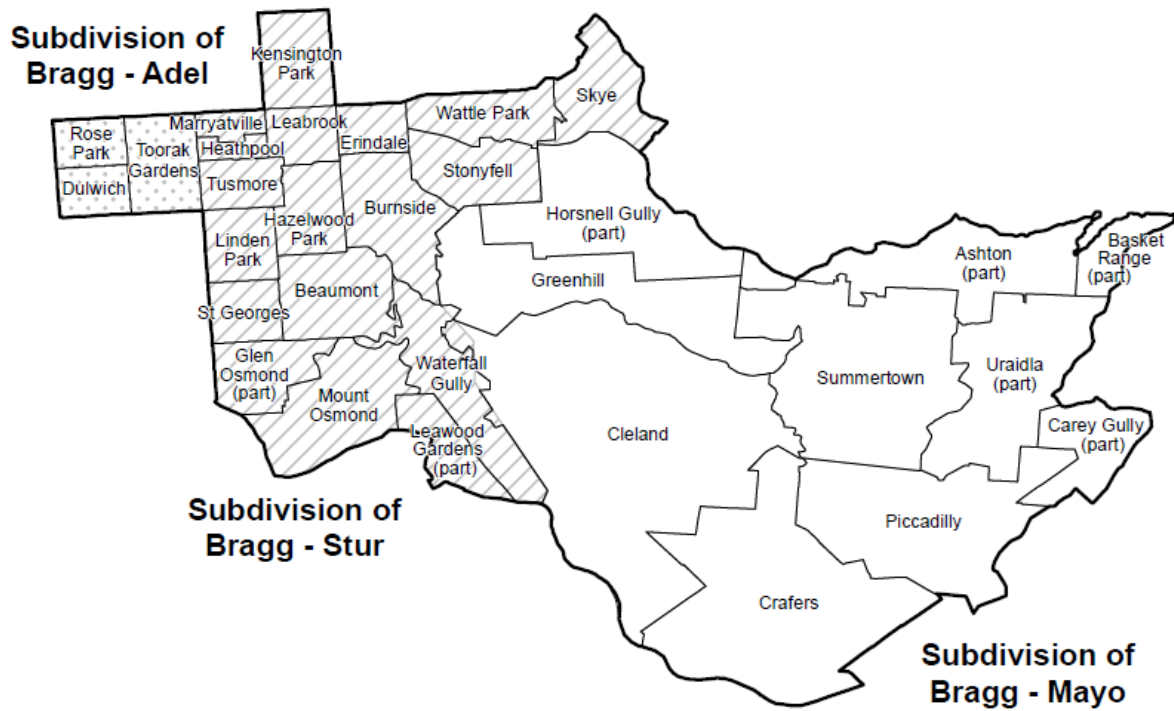 Subdivision of
Bragg - Adel
Kensington
Park
Skye
Wattle Park
Marryatville
Leabrook
Rose
Park
Toorak
Gardens
Heathpool
Erindale
Stonyfell
Dulwich
Tusmore
Burnside
Horsnell Gully
(part)
Hazelwood
Park
Linden
Park
Ashton
(part)
Basket
Range
(part)
Greenhill
Beaumont
St Georges
Glen
Osmond
(part)
Waterfall
Gully
Mount
Osmond
Summertown
Uraidla
(part)
Leawood
Gardens
(part)
Cleland
Carey Gully
(part)
Subdivision of
Bragg - Stur
Piccadilly
Crafers
Subdivision of
Bragg - Mayo